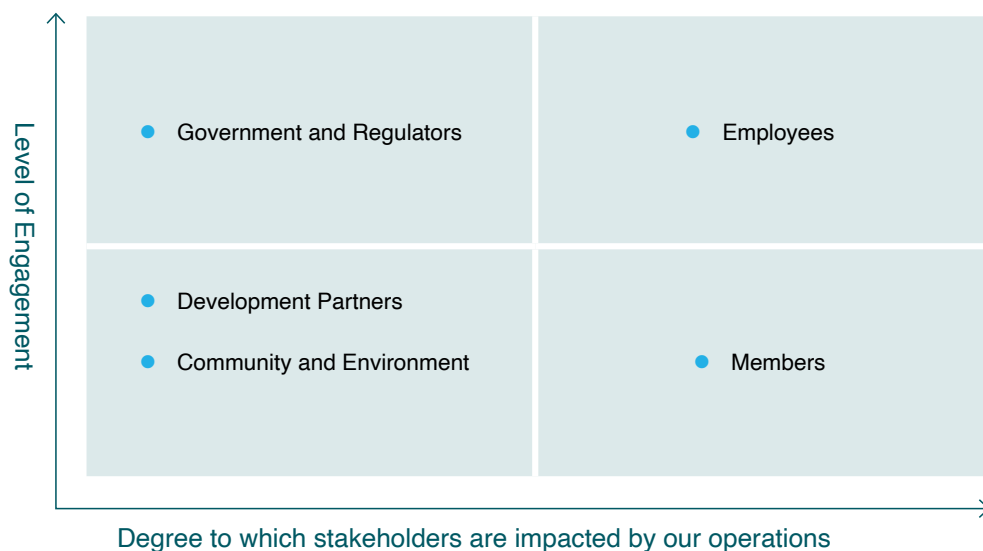 Level of Engagement
Government and Regulators
Employees
Development Partners
Community and Environment
Members
Degree to which stakeholders are impacted by our operations